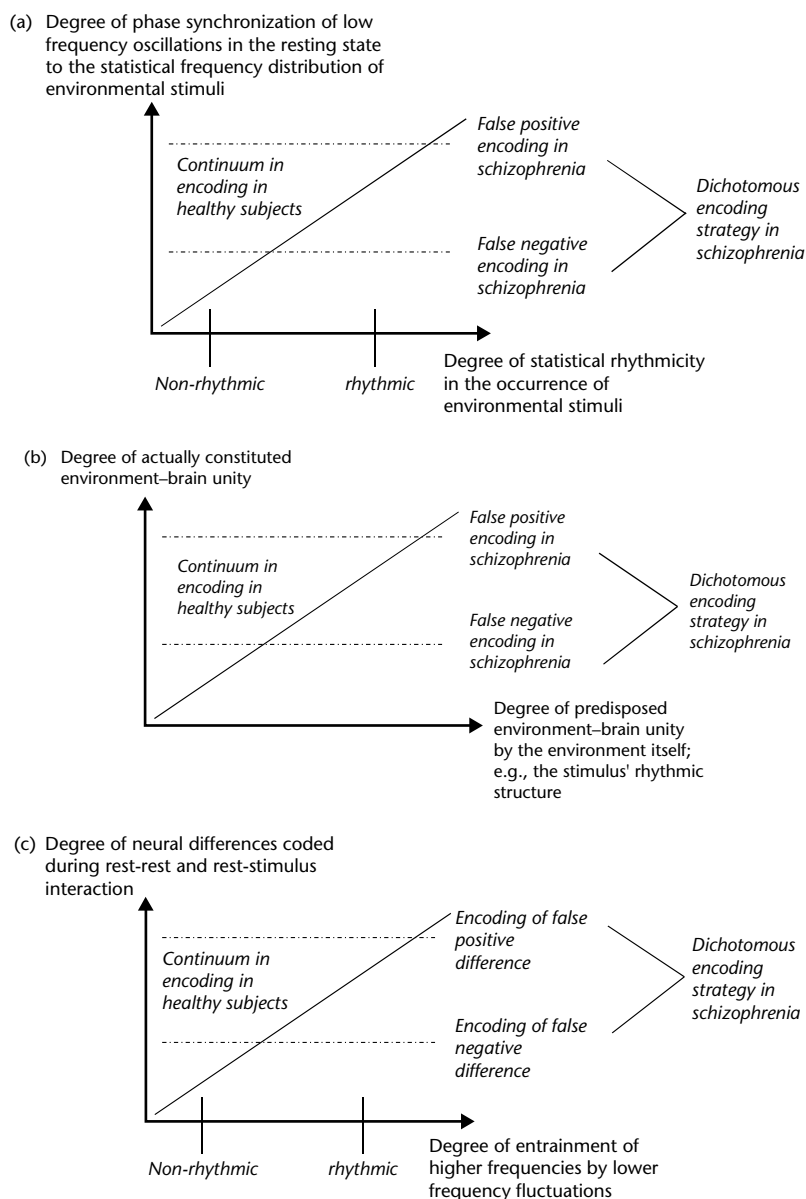 (a) Degree of phase synchronization of low
frequency oscillations in the resting state
to the statistical frequency distribution of
environmental stimuli
Continuum in
encoding in
healthy subjects
False positive
encoding in
schizophrenia
False negative
encoding in
schizophrenia
Dichotomous
encoding
strategy in
schizophrenia
Non-rhythmic
rhythmic
Degree of statistical rhythmicity
in the occurrence of
environmental stimuli
(b) Degree of actually constituted
environment–brain unity
Continuum in
encoding in
healthy subjects
False positive
encoding in
schizophrenia
False negative
encoding in
schizophrenia
Dichotomous
encoding
strategy in
schizophrenia
Degree of predisposed
environment–brain unity
by the environment itself;
e.g., the stimulus' rhythmic
structure
(c) Degree of neural differences coded
during rest-rest and rest-stimulus
interaction
Continuum in
encoding in
healthy subjects
Encoding of false
positive
difference
Encoding of false
negative
difference
Dichotomous
encoding
strategy in
schizophrenia
Non-rhythmic
rhythmic
Degree of entrainment of
higher frequencies by lower
frequency fluctuations